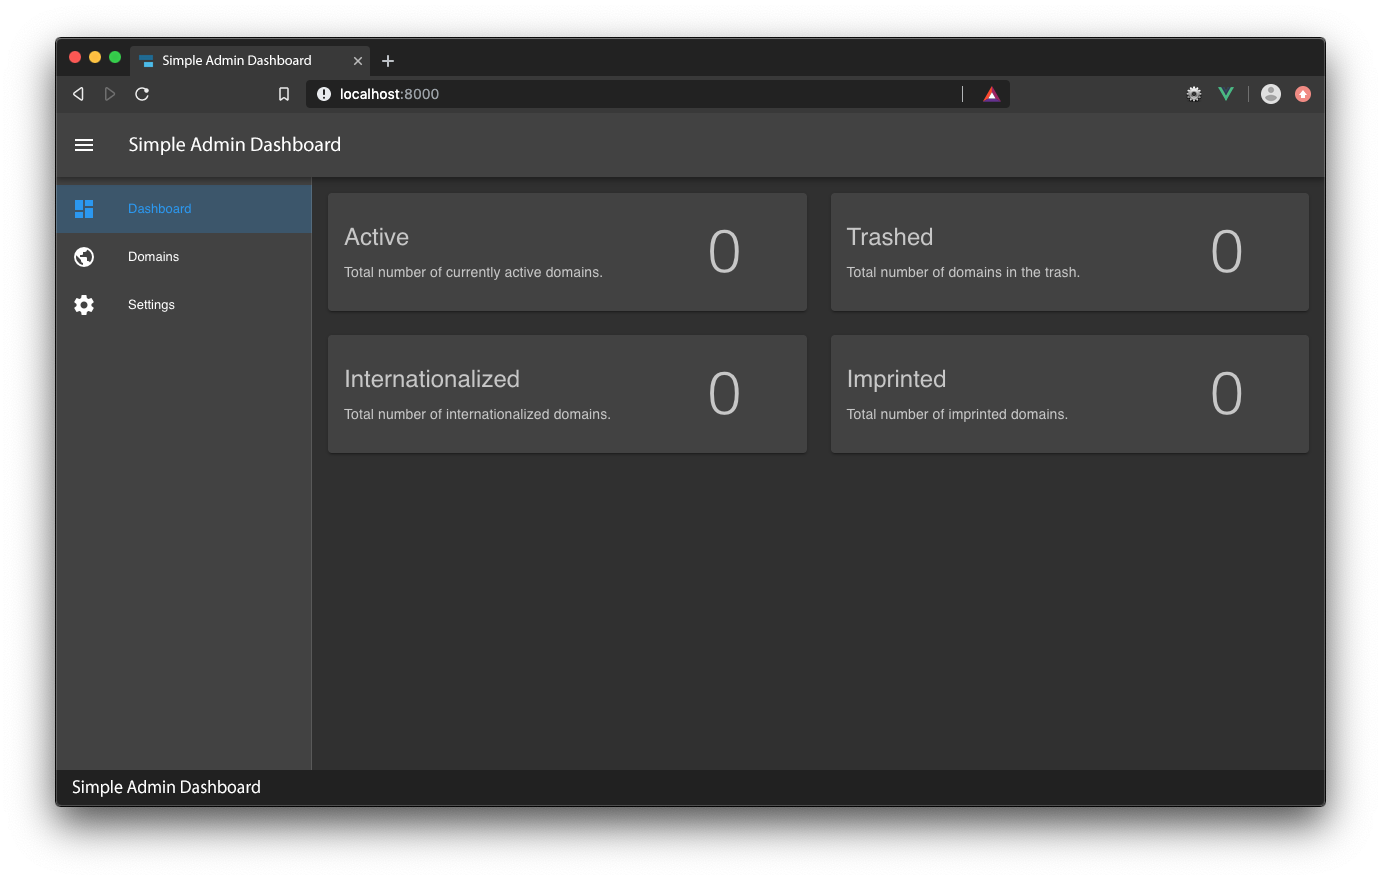 Simple Admin Dashboard
localhost:8000
Simple Admin Dashboard
Dashboard
Domains
Settings
Active
Total number of currently active domains.
0
Trashed
Total number of domains in the trash.
0
Internationalized
Total number of internationalized domains.
0
Imprinted
Total number of imprinted domains.
0
Simple Admin Dashboard